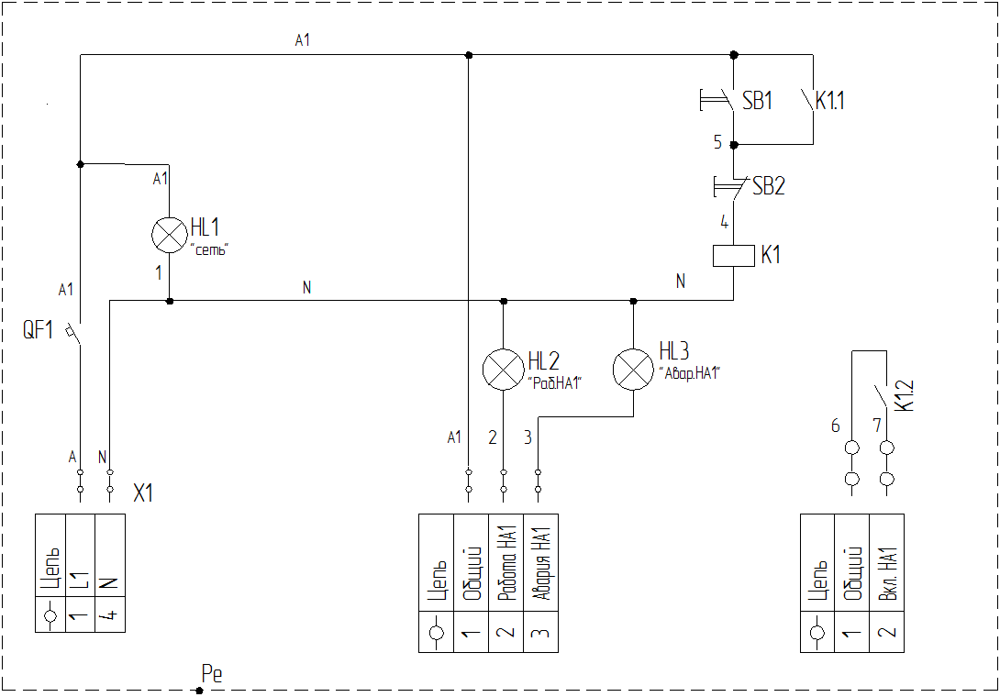 A1
SB1
K1.1
5
A1
SB2
HL1
"сеть"
4
K1
1
N
N
A1
QF1
HL2
"Раб.НА1"
HL3
"Авар.НА1"
K1.2
6
7
A
N
A1
2
3
X1
Цепь
L1
N
1
4
Цепь
Общий
Работа НА1
Авария НА1
1
2
3
Цепь
Общий
Вкл. НА1
1
2
Pe